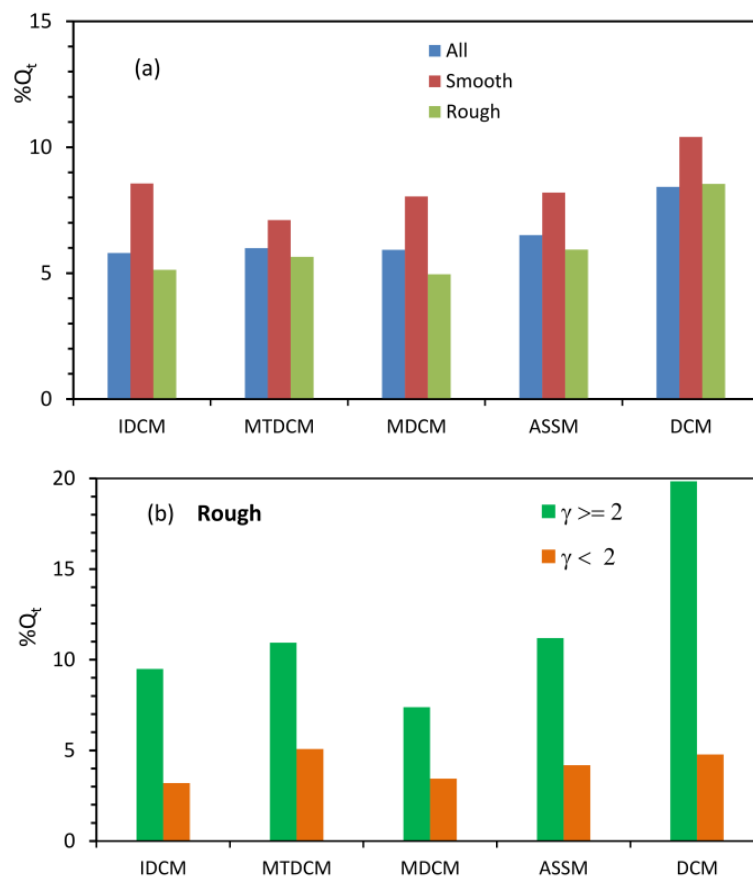 15
10
5
0
%Qt
(a)
All
Smooth
Rough
IDCM MTDCM MDCM ASSM DCM
20
15
10
5
0
%Qt
(b) Rough
γ >= 2
γ < 2
IDCM MTDCM MDCM ASSM DCM